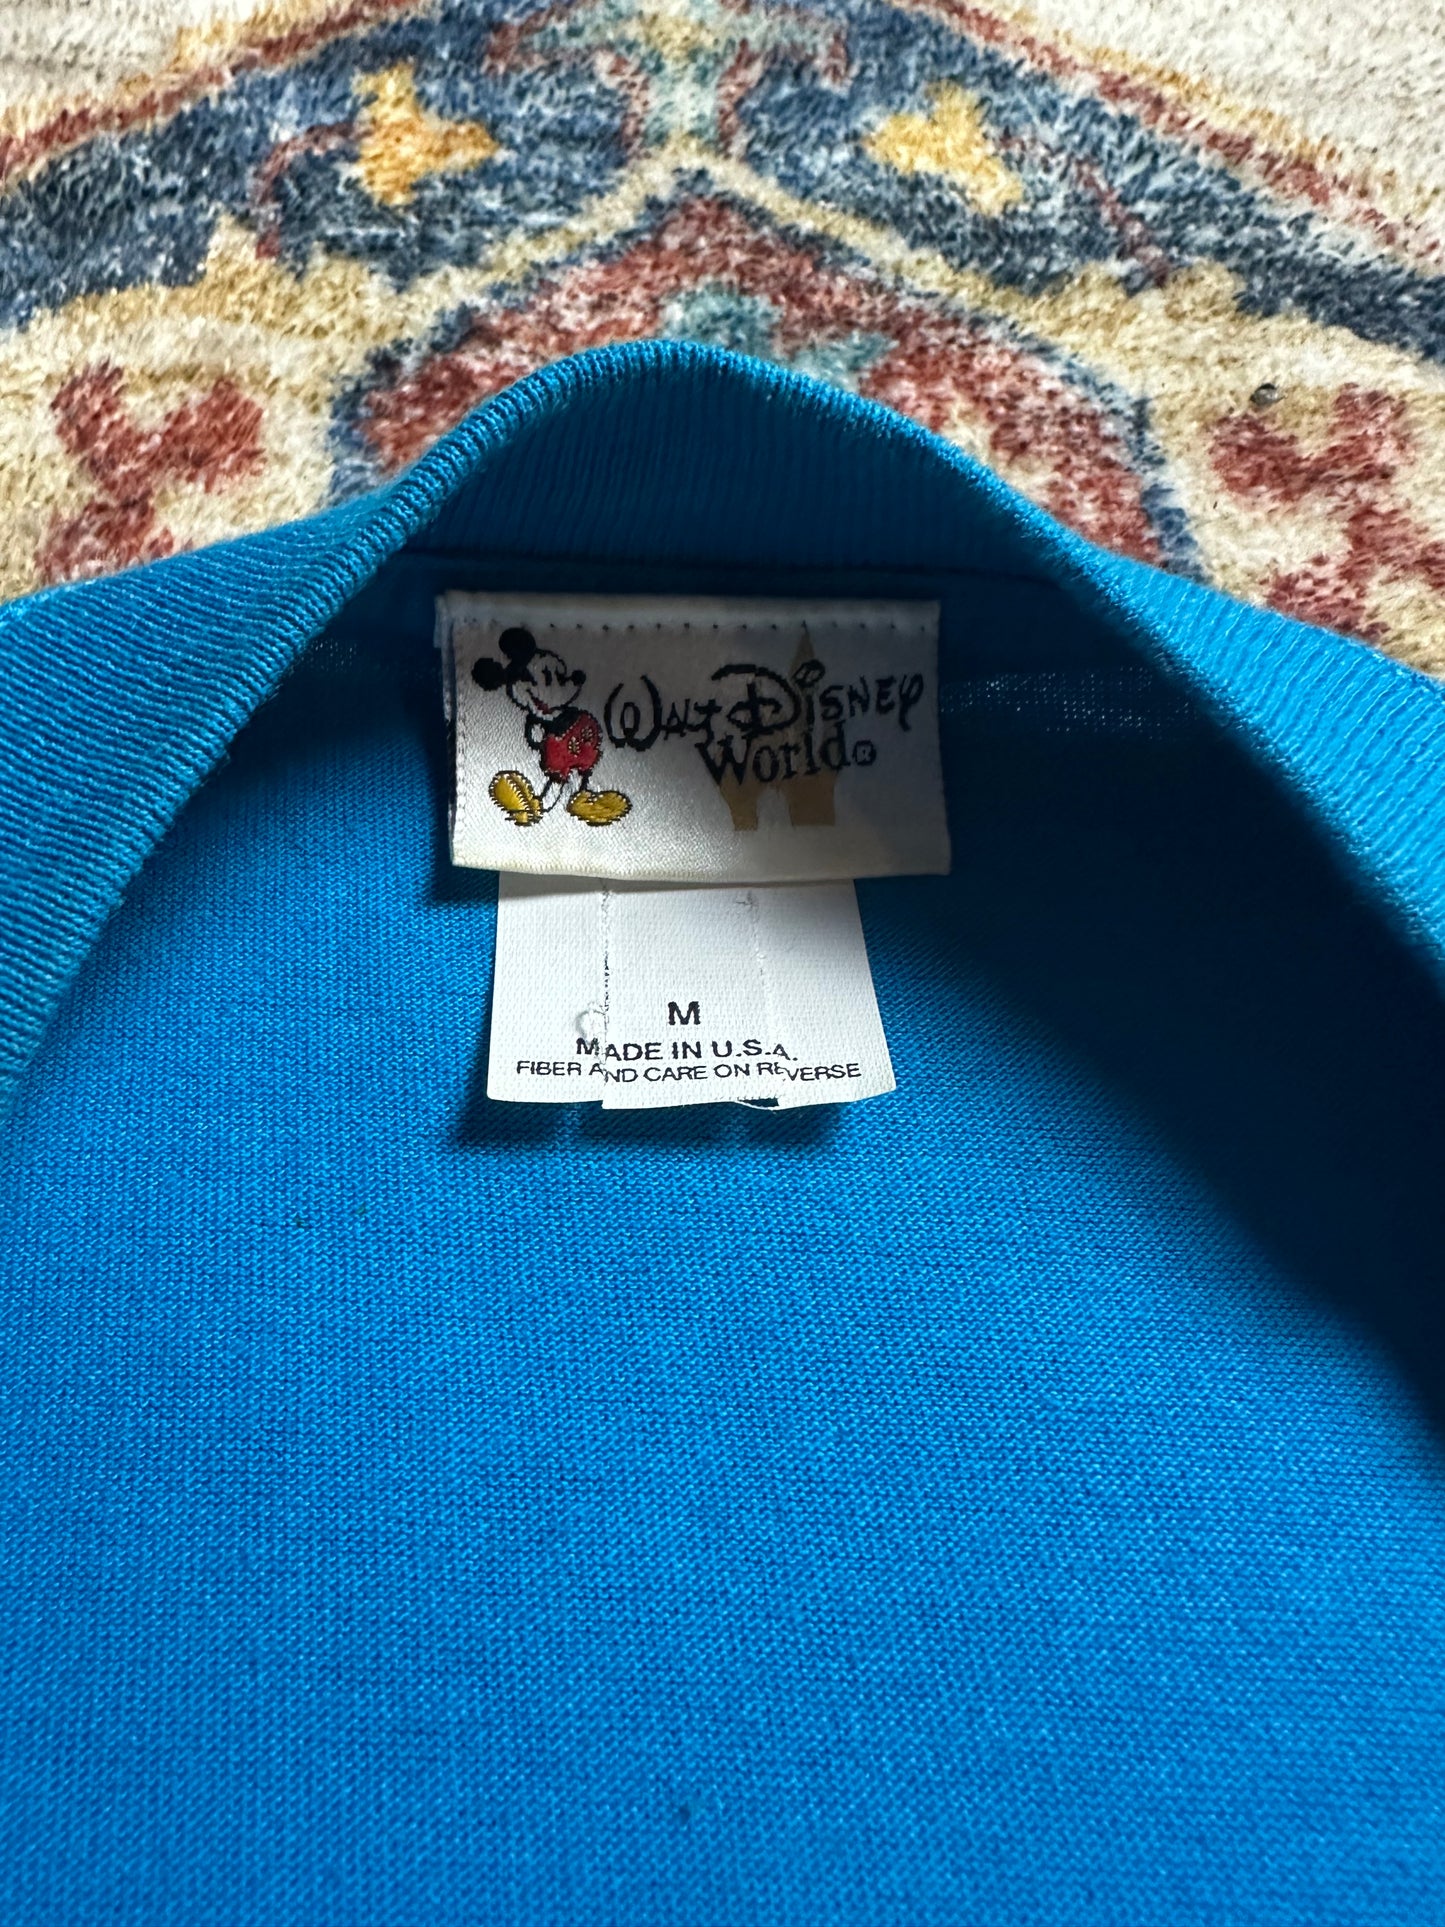 Walt Disney
World®
M
MADE IN U.S.A.
FIBER AND CARE ON REVERSE